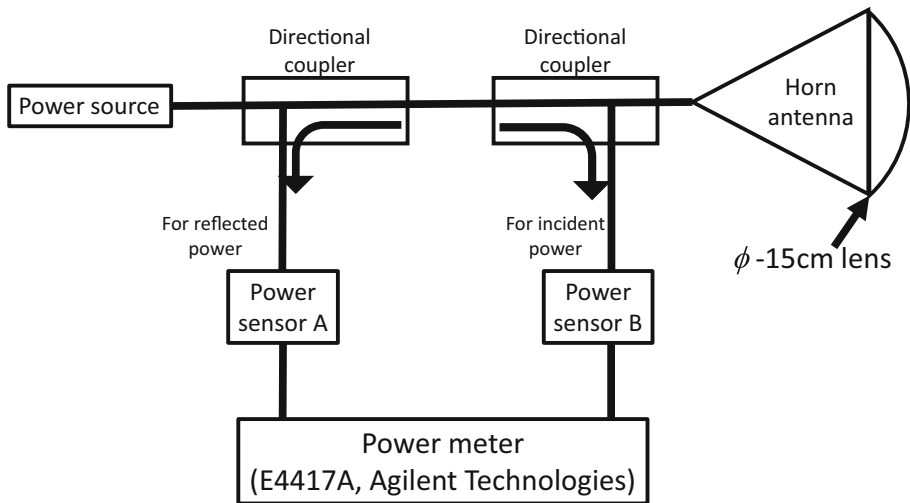 Directional
coupler
Directional
coupler
Power source
Horn
antenna
For reflected
power
For incident
power
ϕ -15cm lens
Power
sensor A
Power
sensor B
Power meter
(E4417A, Agilent Technologies)